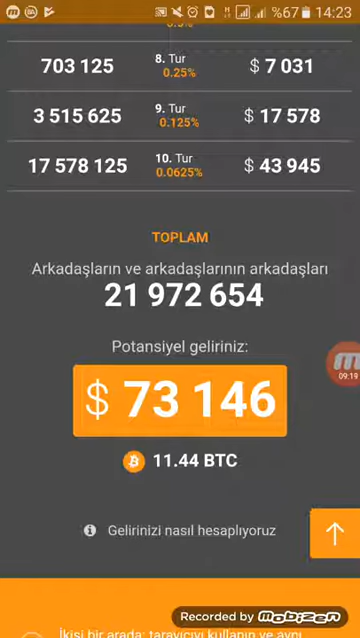 %67 14:23
703 125 8. Tur $ 7 031
0.25%
3 515 625 9. Tur $ 17 578
0.125%
17 578 125 10. Tur $ 43 945
0.0625%
TOPLAM
Arkadaşların ve arkadaşlarının arkadaşları
21 972 654
Potansiyel geliriniz:
$ 73 146
09:19
11.44 BTC
Gelirinizi nasıl hesaplıyoruz
Recorded by mobizen
İkisi bir arada: tarayıcıyı kullanın ve aynı